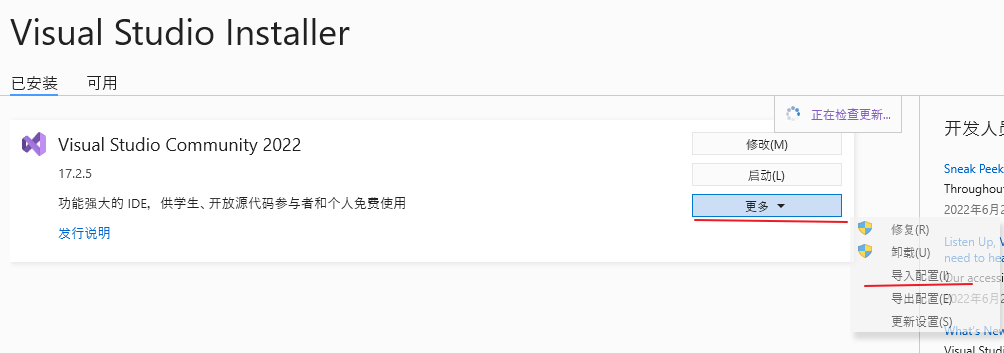 Visual Studio Installer
已安装
可用
正在检查更新...
Visual Studio Community 2022
17.2.5
功能强大的 IDE，供学生、开放源代码参与者和个人免费使用
发行说明
修改(M)
启动(L)
更多
修复(R)
卸载(U)
导入配置(I)
导出配置(E)
更新设置(S)
开发人员
Sneak Peek
Throughout
2022年6月2
Listen Up, V
need to hea
Our accessi
2022年6月2
What's New
Visual Studi